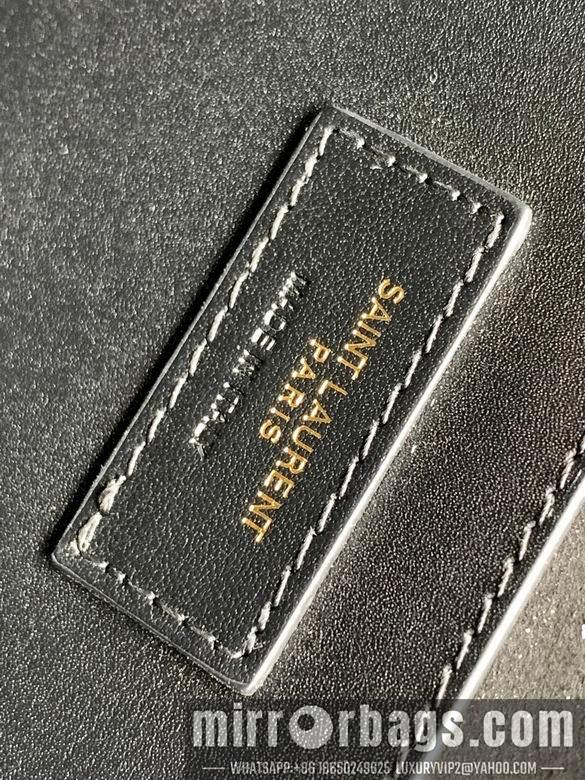 SAINT LAURENT
PARIS
MADE IN ITALY
mirrorbags.com
WHATSAPP:+86 18650249625 LUXURYVIP2@YAHOO.COM